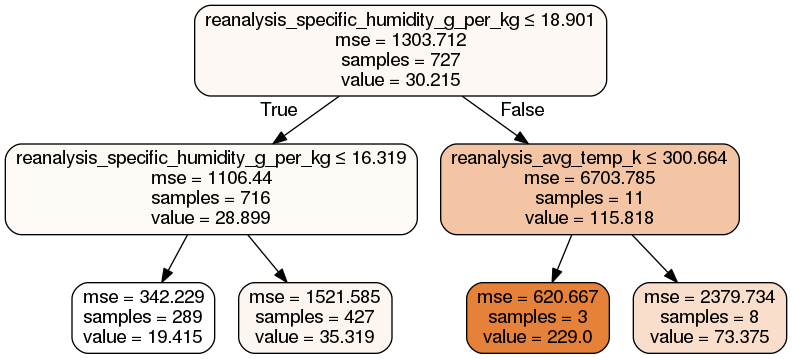 reanalysis_specific_humidity_g_per_kg ≤ 18.901
mse = 1303.712
samples = 727
value = 30.215
True
False
reanalysis_specific_humidity_g_per_kg ≤ 16.319
mse = 1106.44
samples = 716
value = 28.899
reanalysis_avg_temp_k ≤ 300.664
mse = 6703.785
samples = 11
value = 115.818
mse = 342.229
samples = 289
value = 19.415
mse = 1521.585
samples = 427
value = 35.319
mse = 620.667
samples = 3
value = 229.0
mse = 2379.734
samples = 8
value = 73.375